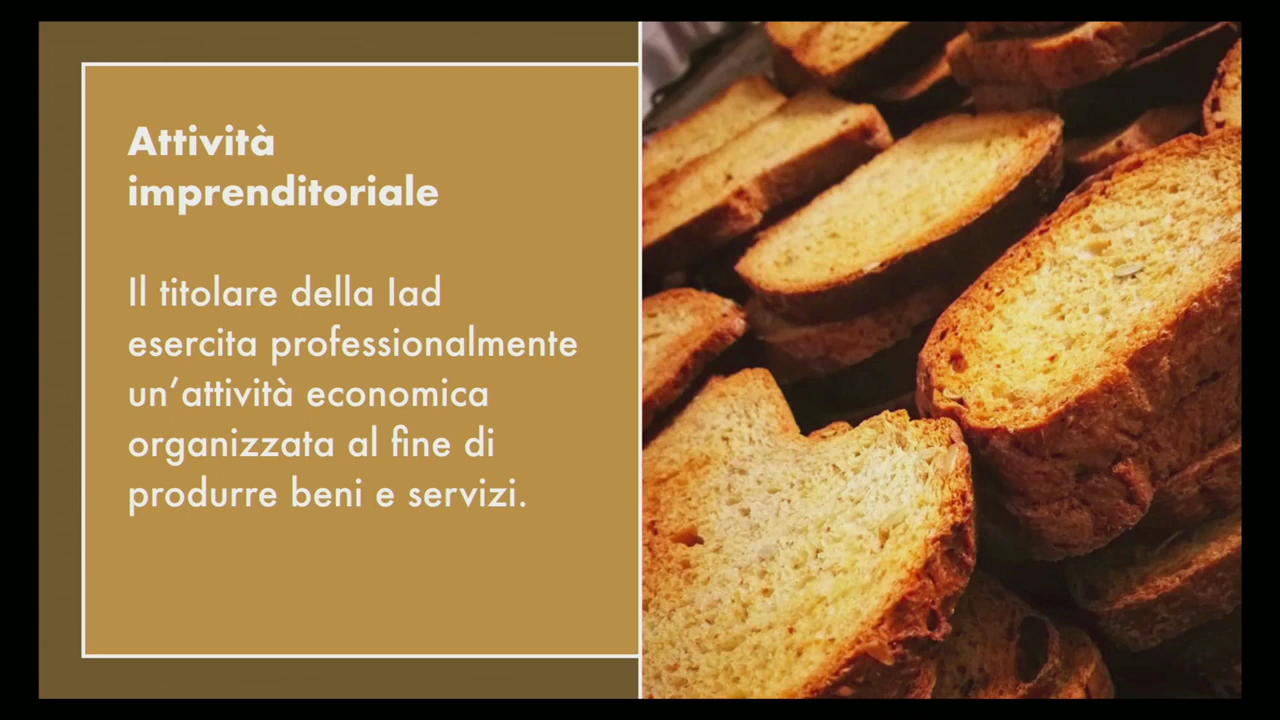 Attività
imprenditoriale
Il titolare della Iad
esercita professionalmente
un’attività economica
organizzata al fine di
produrre beni e servizi.